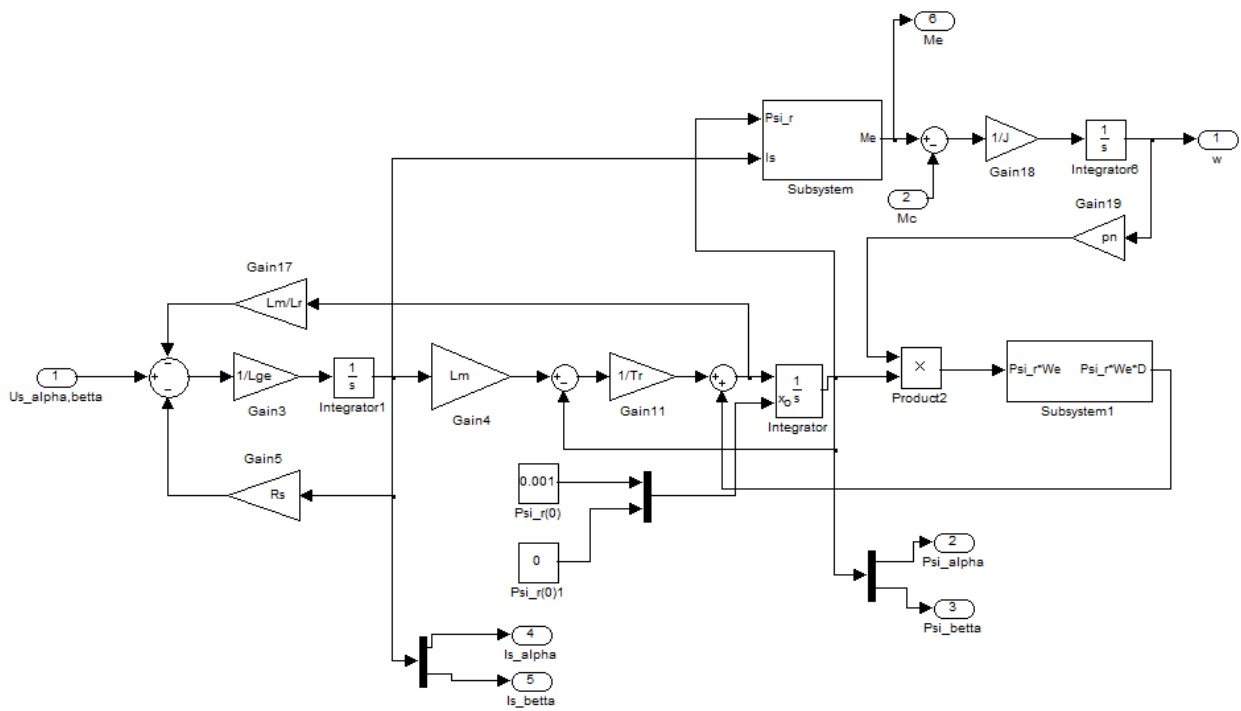 6
Me
Psi_r
Me
Is
Subsystem
+
−
1/J
Gain18
1
s
Integrator6
1
w
2
Mc
Gain19
pn
Gain17
Lm/Lr
1
Us_alpha,betta
−
+
−
1/Lge
Gain3
1
s
Integrator1
Lm
Gain4
+
−
1/Tr
Gain11
+
+
1
s
xo
Integrator
×
Product2
Psi_r*We
Psi_r*We*D
Subsystem1
Gain5
Rs
0.001
Psi_r(0)
0
Psi_r(0)1
2
Psi_alpha
3
Psi_betta
4
Is_alpha
5
Is_betta